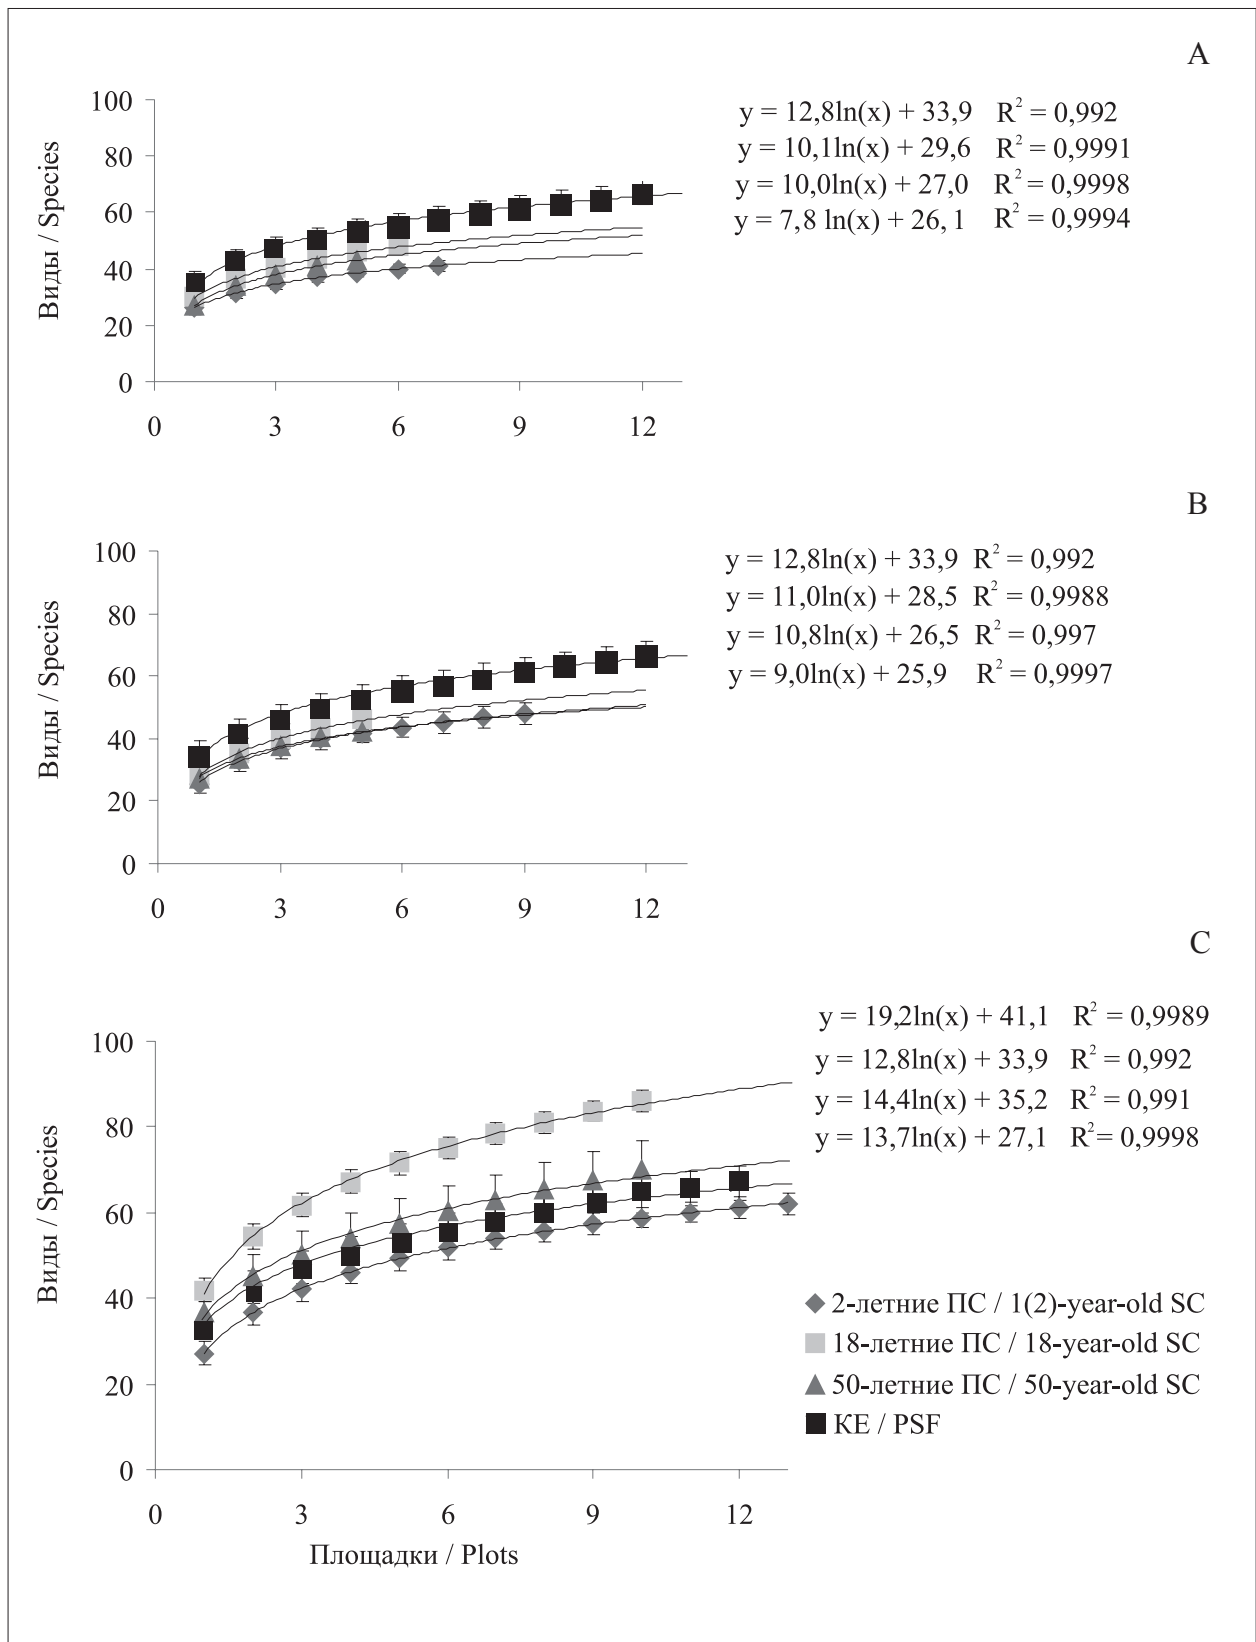 A
y = 12,8ln(x) + 33,9 R² = 0,992
y = 10,1ln(x) + 29,6 R² = 0,9991
y = 10,0ln(x) + 27,0 R² = 0,9998
y = 7,8 ln(x) + 26,1 R² = 0,9994
Виды / Species
100
80
60
40
20
0
0 3 6 9 12
B
y = 12,8ln(x) + 33,9 R² = 0,992
y = 11,0ln(x) + 28,5 R² = 0,9988
y = 10,8ln(x) + 26,5 R² = 0,997
y = 9,0ln(x) + 25,9 R² = 0,9997
Виды / Species
100
80
60
40
20
0
0 3 6 9 12
C
y = 19,2ln(x) + 41,1 R² = 0,9989
y = 12,8ln(x) + 33,9 R² = 0,992
y = 14,4ln(x) + 35,2 R² = 0,991
y = 13,7ln(x) + 27,1 R²= 0,9998
Виды / Species
100
80
60
40
20
0
2-летние ПС / 1(2)-year-old SC
18-летние ПС / 18-year-old SC
50-летние ПС / 50-year-old SC
КЕ / PSF
0 3 6 9 12
Площадки / Plots